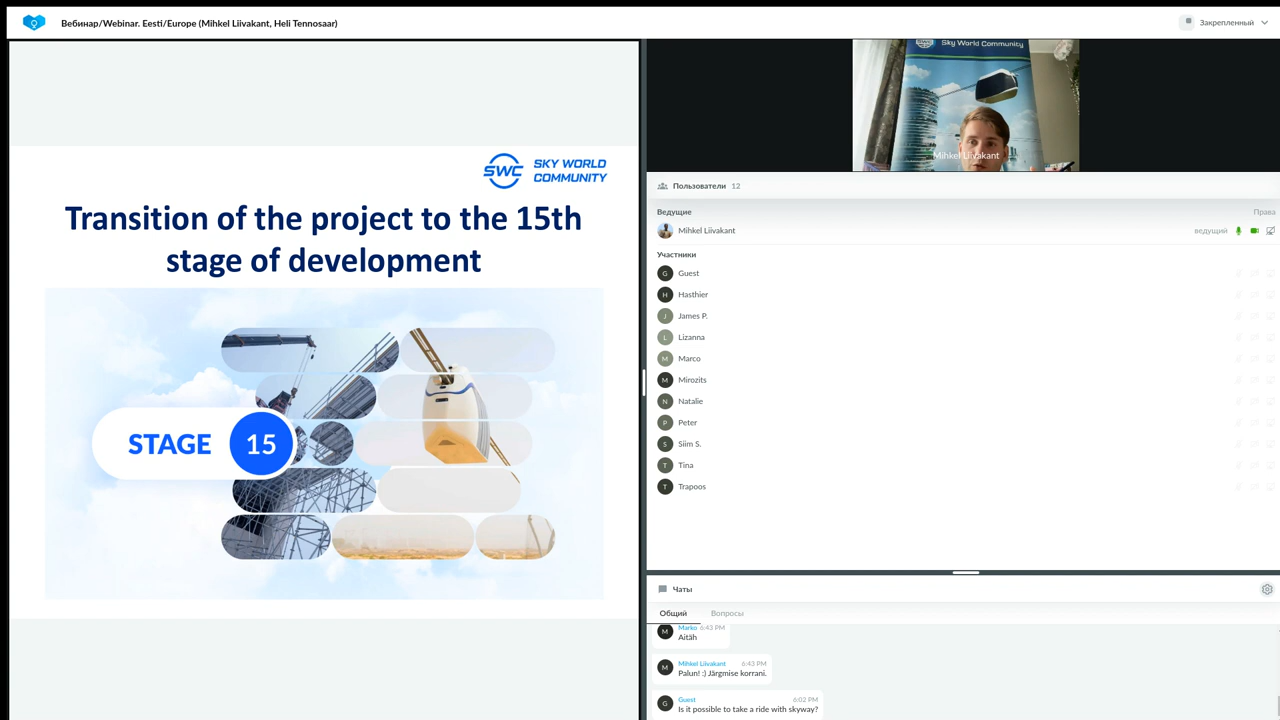 Вебинар/Webinar. Eesti/Europe (Mihkel Liivakant, Heli Tennosaar)
Закрепленный
SWC SKY WORLD
COMMUNITY
Transition of the project to the 15th
stage of development
STAGE 15
Sky World Community
Mihkel Liivakant
Пользователи 12
Ведущие Права
Mihkel Liivakant ведущий
Участники
G Guest
H Hasthier
J James P.
L Lizanna
M Marco
M Mirozits
N Natalie
P Peter
S Siim S.
T Tina
T Trapoos
Чаты
Общий Вопросы
Marko 6:43 PM
M Aitäh
Mihkel Liivakant 6:43 PM
M Palun! :) Järgmise korrani.
Guest 6:02 PM
G Is it possible to take a ride with skyway?